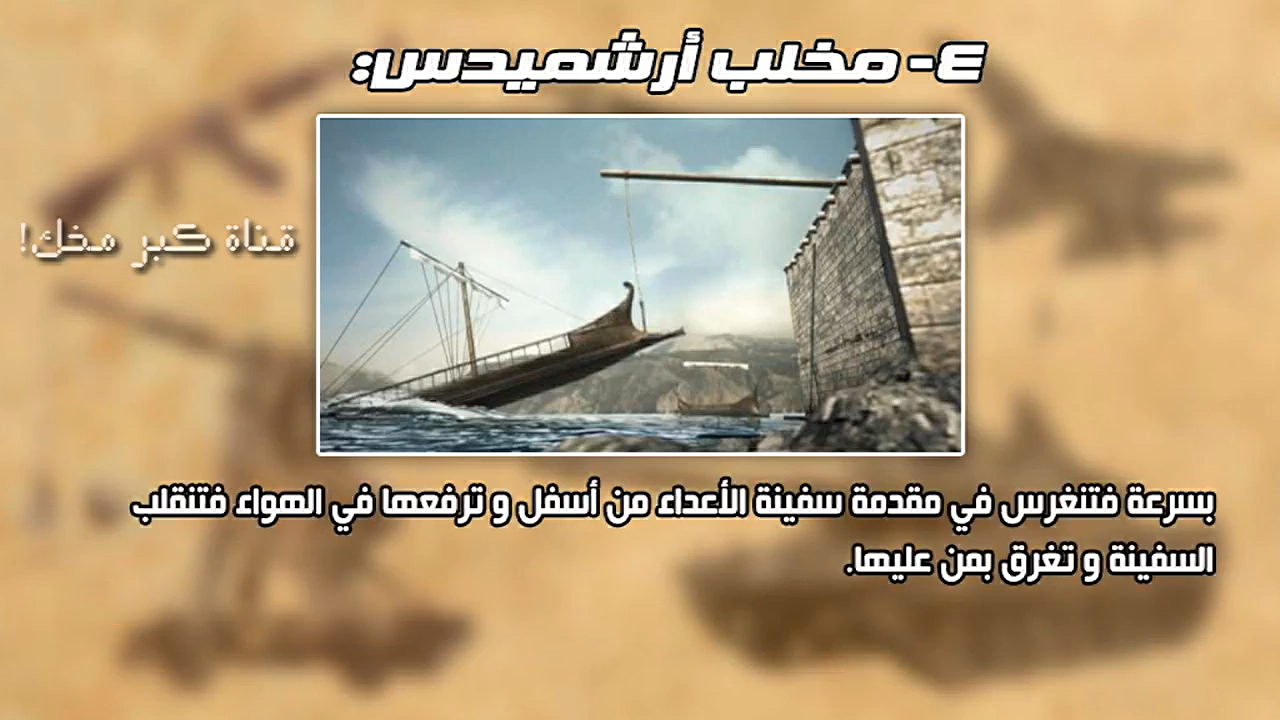 ٤- مخلب أرشميدس:
قناة كبر مخك!
بسرعة فتنغرس في مقدمة سفينة الأعداء من أسفل و ترفعها في الهواء فتنقلب
السفينة و تغرق بمن عليها.